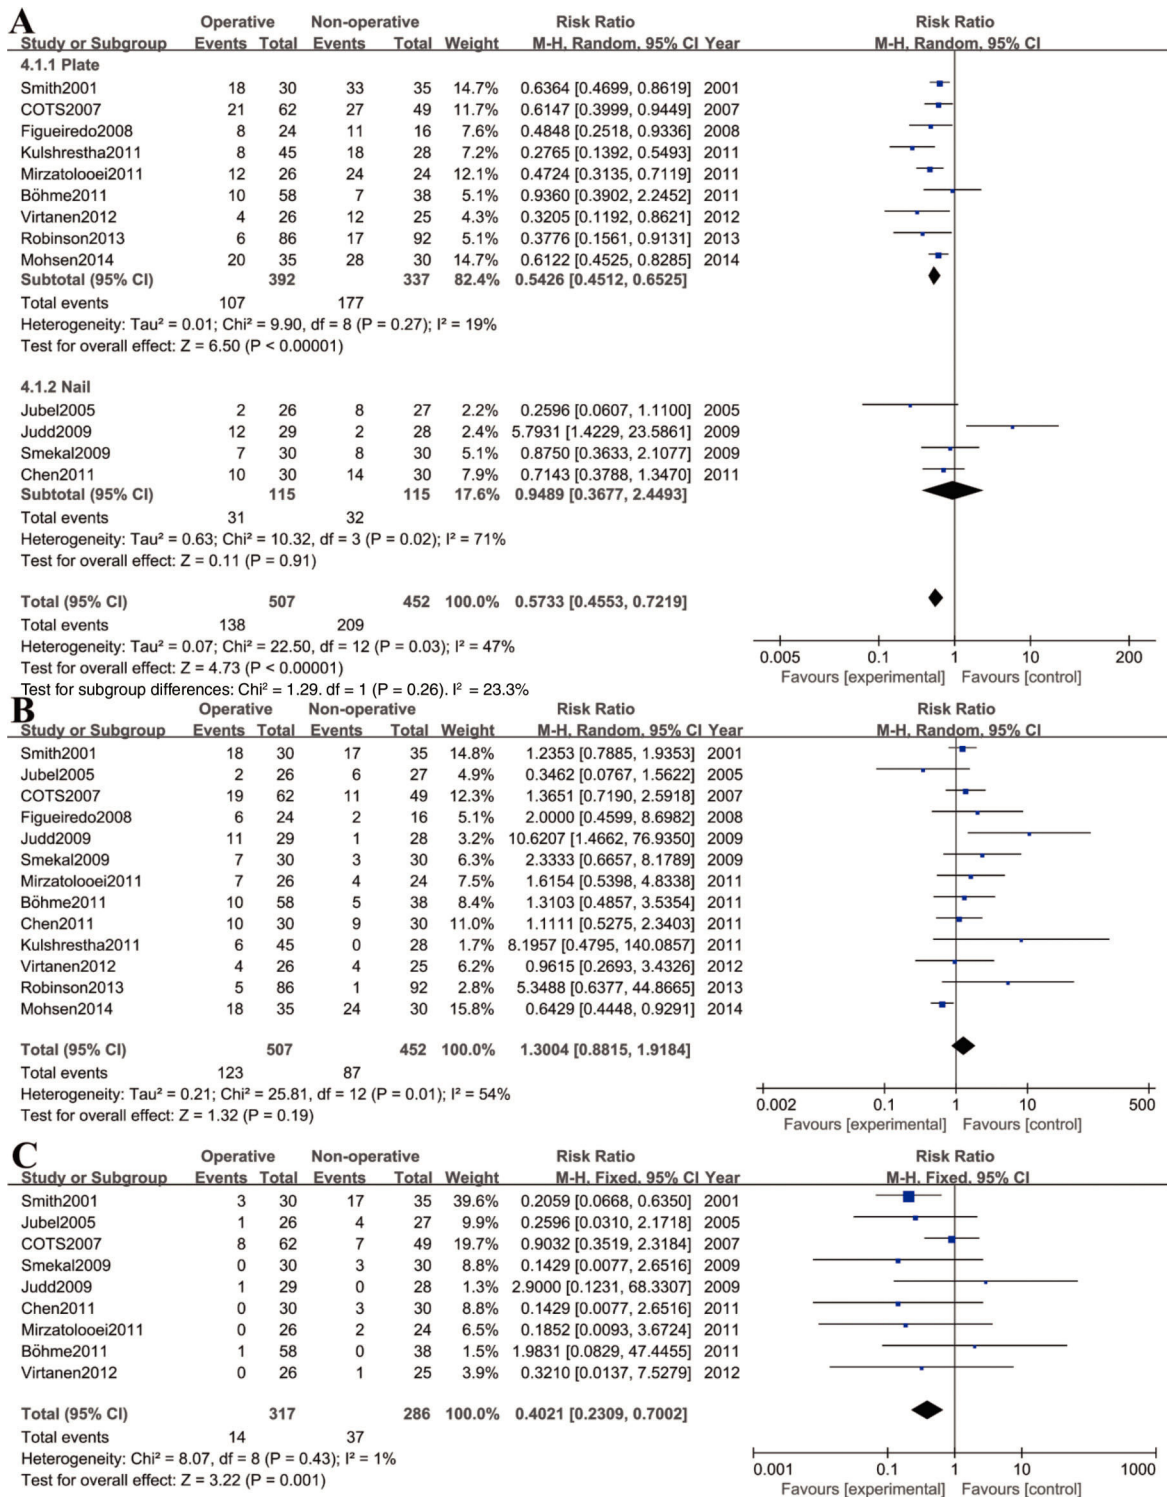 A
Operative Non-operative Risk Ratio Risk Ratio
Study or Subgroup Events Total Events Total Weight M-H, Random, 95% CI Year M-H, Random, 95% CI
4.1.1 Plate
Smith2001 18 30 33 35 14.7% 0.6364 [0.4699, 0.8619] 2001
COTS2007 21 62 27 49 11.7% 0.6147 [0.3999, 0.9449] 2007
Figueiredo2008 8 24 11 16 7.6% 0.4848 [0.2518, 0.9336] 2008
Kulshrestha2011 8 45 18 28 7.2% 0.2765 [0.1392, 0.5493] 2011
Mirzatolooei2011 12 26 24 24 12.1% 0.4724 [0.3135, 0.7119] 2011
Böhme2011 10 58 7 38 5.1% 0.9360 [0.3902, 2.2452] 2011
Virtanen2012 4 26 12 25 4.3% 0.3205 [0.1192, 0.8621] 2012
Robinson2013 6 86 17 92 5.1% 0.3776 [0.1561, 0.9131] 2013
Mohsen2014 20 35 28 30 14.7% 0.6122 [0.4525, 0.8285] 2014
Subtotal (95% CI) 392 337 82.4% 0.5426 [0.4512, 0.6525]
Total events 107 177
Heterogeneity: Tau² = 0.01; Chi² = 9.90, df = 8 (P = 0.27); I² = 19%
Test for overall effect: Z = 6.50 (P < 0.00001)
4.1.2 Nail
Jubel2005 2 26 8 27 2.2% 0.2596 [0.0607, 1.1100] 2005
Judd2009 12 29 2 28 2.4% 5.7931 [1.4229, 23.5861] 2009
Smekal2009 7 30 8 30 5.1% 0.8750 [0.3633, 2.1077] 2009
Chen2011 10 30 14 30 7.9% 0.7143 [0.3788, 1.3470] 2011
Subtotal (95% CI) 115 115 17.6% 0.9489 [0.3677, 2.4493]
Total events 31 32
Heterogeneity: Tau² = 0.63; Chi² = 10.32, df = 3 (P = 0.02); I² = 71%
Test for overall effect: Z = 0.11 (P = 0.91)
Total (95% CI) 507 452 100.0% 0.5733 [0.4553, 0.7219]
Total events 138 209
Heterogeneity: Tau² = 0.07; Chi² = 22.50, df = 12 (P = 0.03); I² = 47%
Test for overall effect: Z = 4.73 (P < 0.00001)
Test for subgroup differences: Chi² = 1.29. df = 1 (P = 0.26). I² = 23.3%
0.005 0.1 1 10 200
Favours [experimental] Favours [control]
B
Operative Non-operative Risk Ratio Risk Ratio
Study or Subgroup Events Total Events Total Weight M-H, Random, 95% CI Year M-H, Random, 95% CI
Smith2001 18 30 17 35 14.8% 1.2353 [0.7885, 1.9353] 2001
Jubel2005 2 26 6 27 4.9% 0.3462 [0.0767, 1.5622] 2005
COTS2007 19 62 11 49 12.3% 1.3651 [0.7190, 2.5918] 2007
Figueiredo2008 6 24 2 16 5.1% 2.0000 [0.4599, 8.6982] 2008
Judd2009 11 29 1 28 3.2% 10.6207 [1.4662, 76.9350] 2009
Smekal2009 7 30 3 30 6.3% 2.3333 [0.6657, 8.1789] 2009
Mirzatolooei2011 7 26 4 24 7.5% 1.6154 [0.5398, 4.8338] 2011
Böhme2011 10 58 5 38 8.4% 1.3103 [0.4857, 3.5354] 2011
Chen2011 10 30 9 30 11.0% 1.1111 [0.5275, 2.3403] 2011
Kulshrestha2011 6 45 0 28 1.7% 8.1957 [0.4795, 140.0857] 2011
Virtanen2012 4 26 4 25 6.2% 0.9615 [0.2693, 3.4326] 2012
Robinson2013 5 86 1 92 2.8% 5.3488 [0.6377, 44.8665] 2013
Mohsen2014 18 35 24 30 15.8% 0.6429 [0.4448, 0.9291] 2014
Total (95% CI) 507 452 100.0% 1.3004 [0.8815, 1.9184]
Total events 123 87
Heterogeneity: Tau² = 0.21; Chi² = 25.81, df = 12 (P = 0.01); I² = 54%
Test for overall effect: Z = 1.32 (P = 0.19)
0.002 0.1 1 10 500
Favours [experimental] Favours [control]
C
Operative Non-operative Risk Ratio Risk Ratio
Study or Subgroup Events Total Events Total Weight M-H, Fixed, 95% CI Year M-H, Fixed, 95% CI
Smith2001 3 30 17 35 39.6% 0.2059 [0.0668, 0.6350] 2001
Jubel2005 1 26 4 27 9.9% 0.2596 [0.0310, 2.1718] 2005
COTS2007 8 62 7 49 19.7% 0.9032 [0.3519, 2.3184] 2007
Smekal2009 0 30 3 30 8.8% 0.1429 [0.0077, 2.6516] 2009
Judd2009 1 29 0 28 1.3% 2.9000 [0.1231, 68.3307] 2009
Chen2011 0 30 3 30 8.8% 0.1429 [0.0077, 2.6516] 2011
Mirzatolooei2011 0 26 2 24 6.5% 0.1852 [0.0093, 3.6724] 2011
Böhme2011 1 58 0 38 1.5% 1.9831 [0.0829, 47.4455] 2011
Virtanen2012 0 26 1 25 3.9% 0.3210 [0.0137, 7.5279] 2012
Total (95% CI) 317 286 100.0% 0.4021 [0.2309, 0.7002]
Total events 14 37
Heterogeneity: Chi² = 8.07, df = 8 (P = 0.43); I² = 1%
Test for overall effect: Z = 3.22 (P = 0.001)
0.001 0.1 1 10 1000
Favours [experimental] Favours [control]